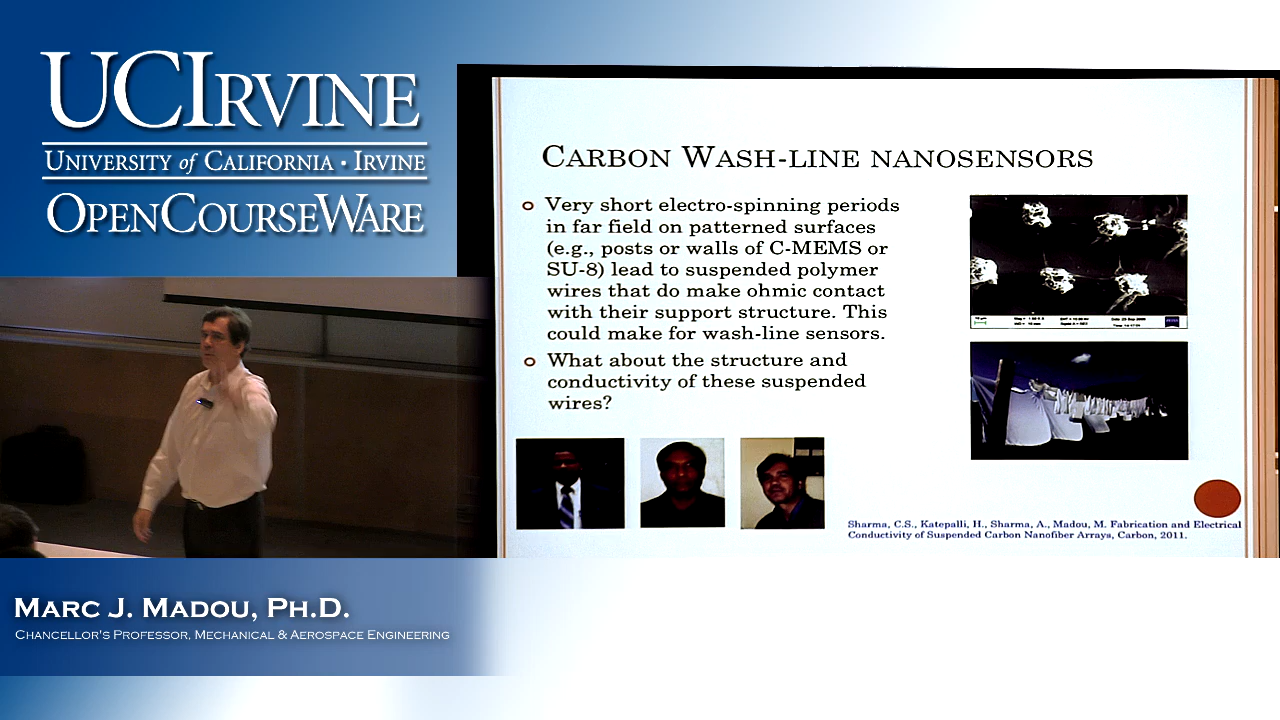 UCIRVINE
UNIVERSITY of CALIFORNIA · IRVINE
OPENCOURSEWARE
CARBON WASH-LINE NANOSENSORS
Very short electro-spinning periods
in far field on patterned surfaces
(e.g., posts or walls of C-MEMS or
SU-8) lead to suspended polymer
wires that do make ohmic contact
with their support structure. This
could make for wash-line sensors.
What about the structure and
conductivity of these suspended
wires?
Sharma, C.S., Katepalli, H., Sharma, A., Madou, M. Fabrication and Electrical
Conductivity of Suspended Carbon Nanofiber Arrays, Carbon, 2011.
MARC J. MADOU, PH.D.
CHANCELLOR'S PROFESSOR, MECHANICAL & AEROSPACE ENGINEERING